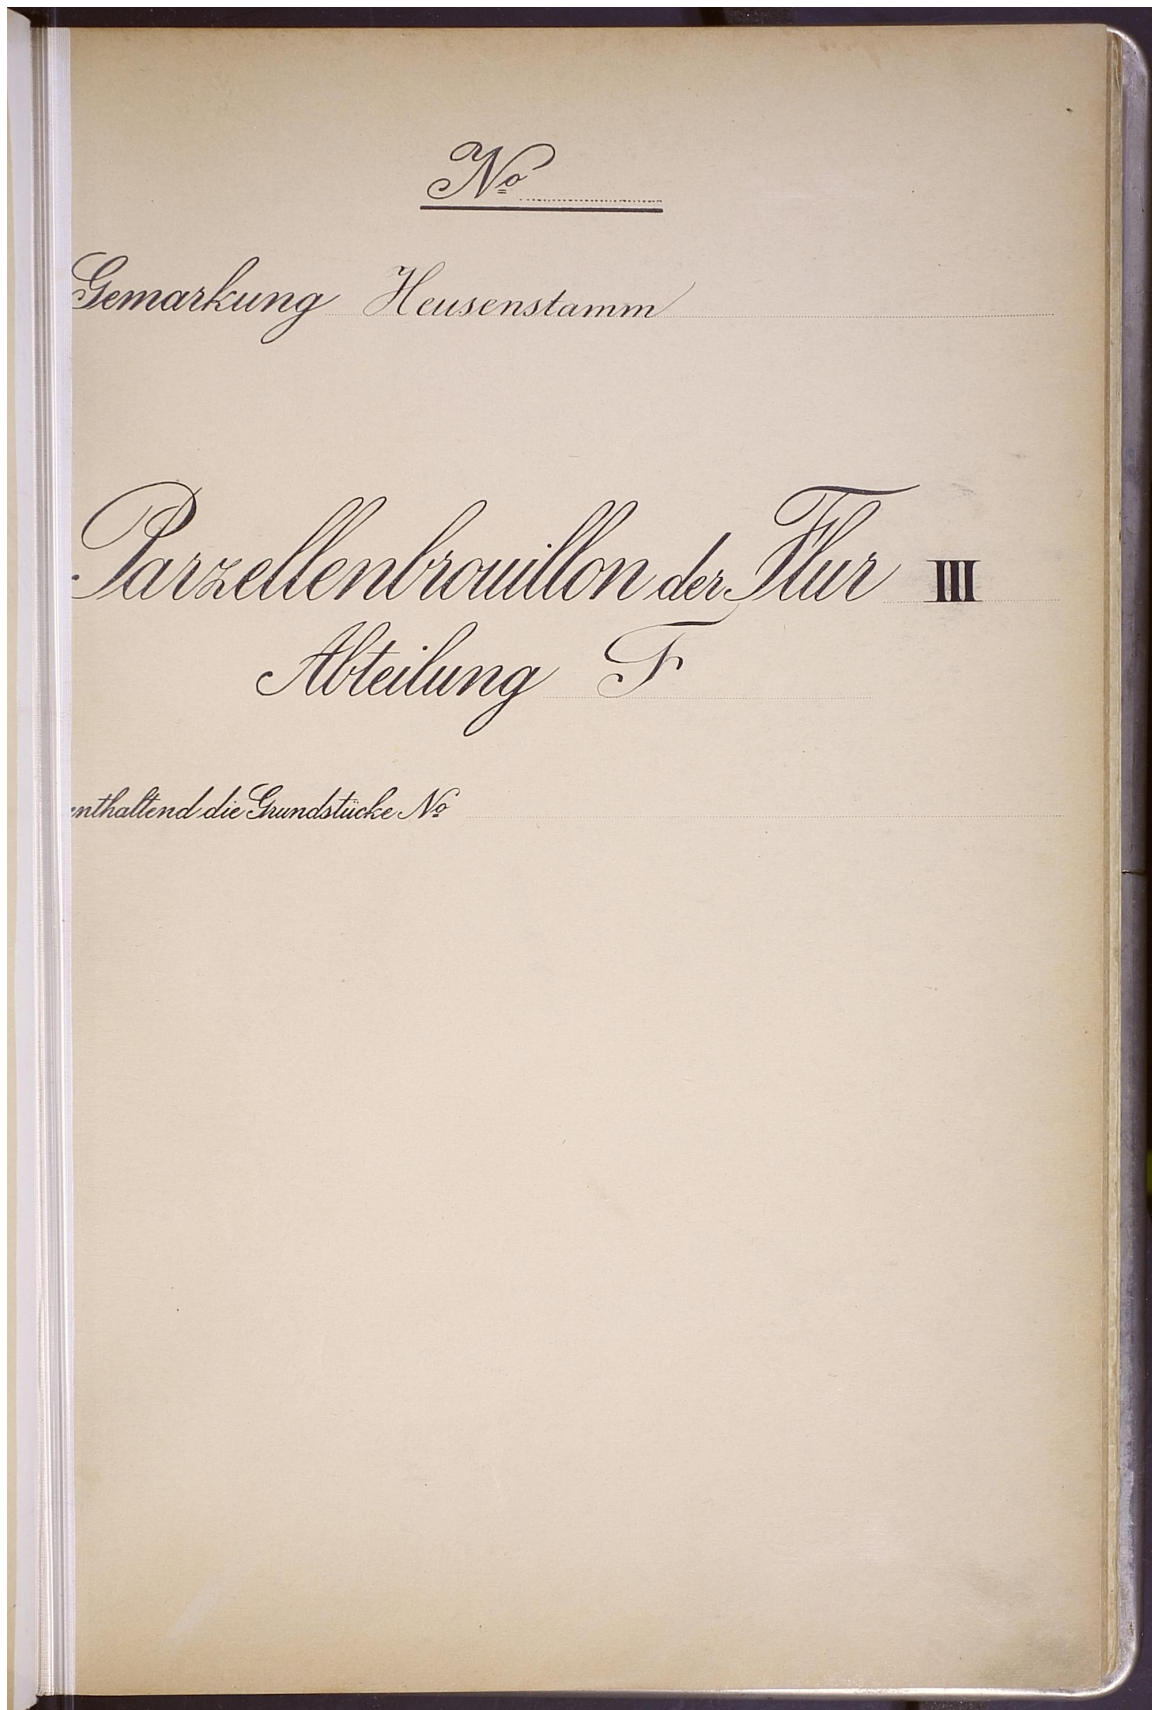 No
Gemarkung Heusenstamm
Parzellenbrouillon der Flur III
Abteilung F
enthaltend die Grundstücke No